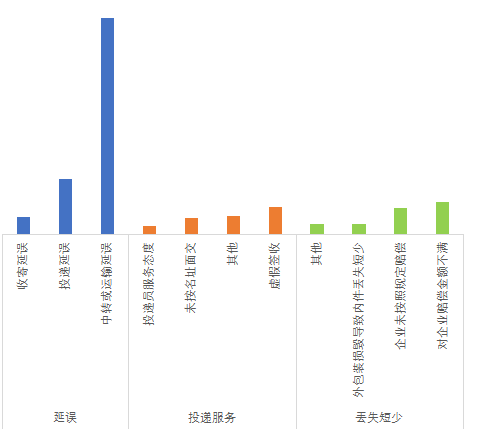 收寄延误
投递延误
中转或运输延误
投递员服务态度
未按名址面交
其他
虚假签收
其他
外包装损毁导致内件丢失短少
企业未按照规定赔偿
对企业赔偿金额不满
延误
投递服务
丢失短少